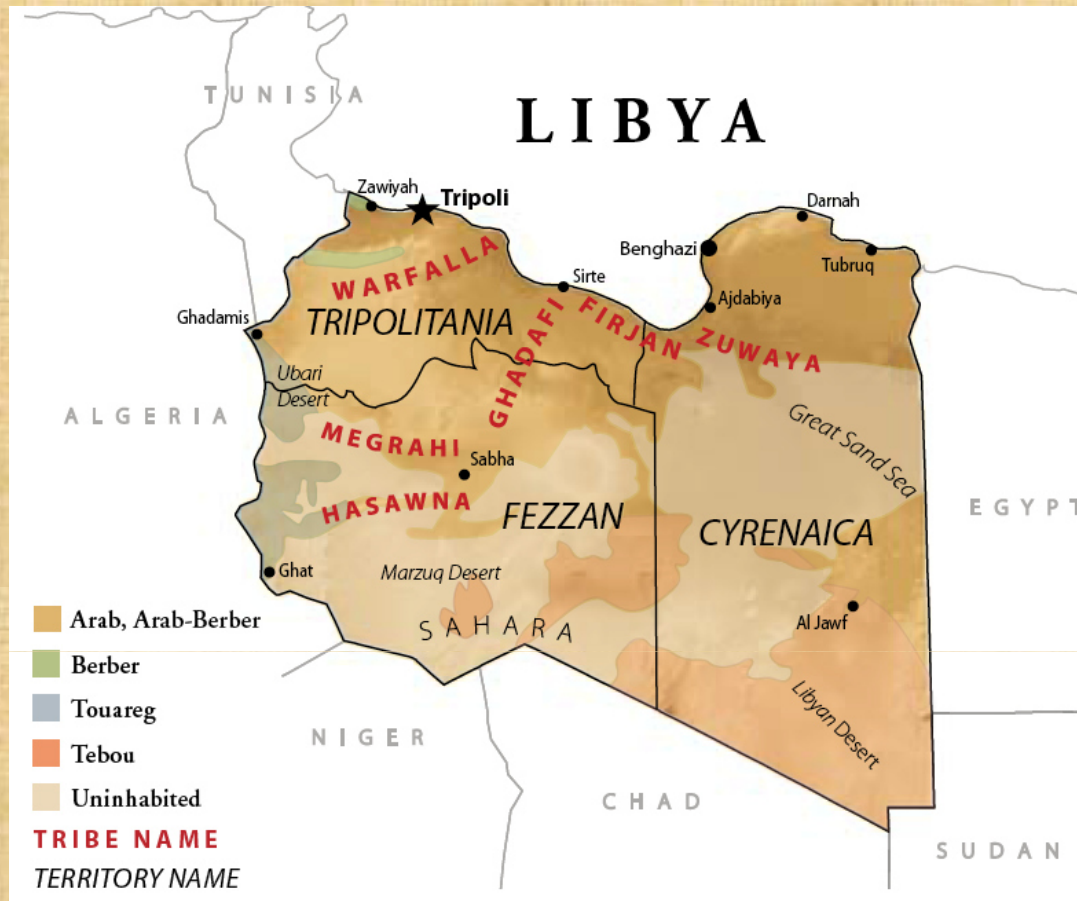 TUNISIA
LIBYA
Zawiyah
Tripoli
Darnah
Benghazi
Tubruq
WARFALLA
Sirte
Ajdabiya
Ghadamis
TRIPOLITANIA
GHADAFI
FIRJAN
ZUWAYA
Ubari
Desert
ALGERIA
Great Sand Sea
MEGRAHI
Sabha
HASAWNA
FEZZAN
CYRENAICA
EGYPT
Ghat
Marzuq Desert
SAHARA
Al Jawf
Libyan Desert
NIGER
CHAD
SUDAN
Arab, Arab-Berber
Berber
Touareg
Tebou
Uninhabited
TRIBE NAME
TERRITORY NAME